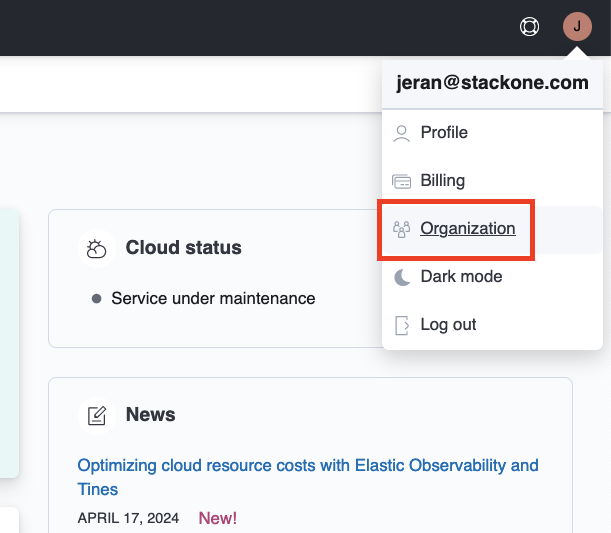 J
jeran@stackone.com
Profile
Billing
Organization
Dark mode
Log out
Cloud status
Service under maintenance
News
Optimizing cloud resource costs with Elastic Observability and
Tines
APRIL 17, 2024 New!